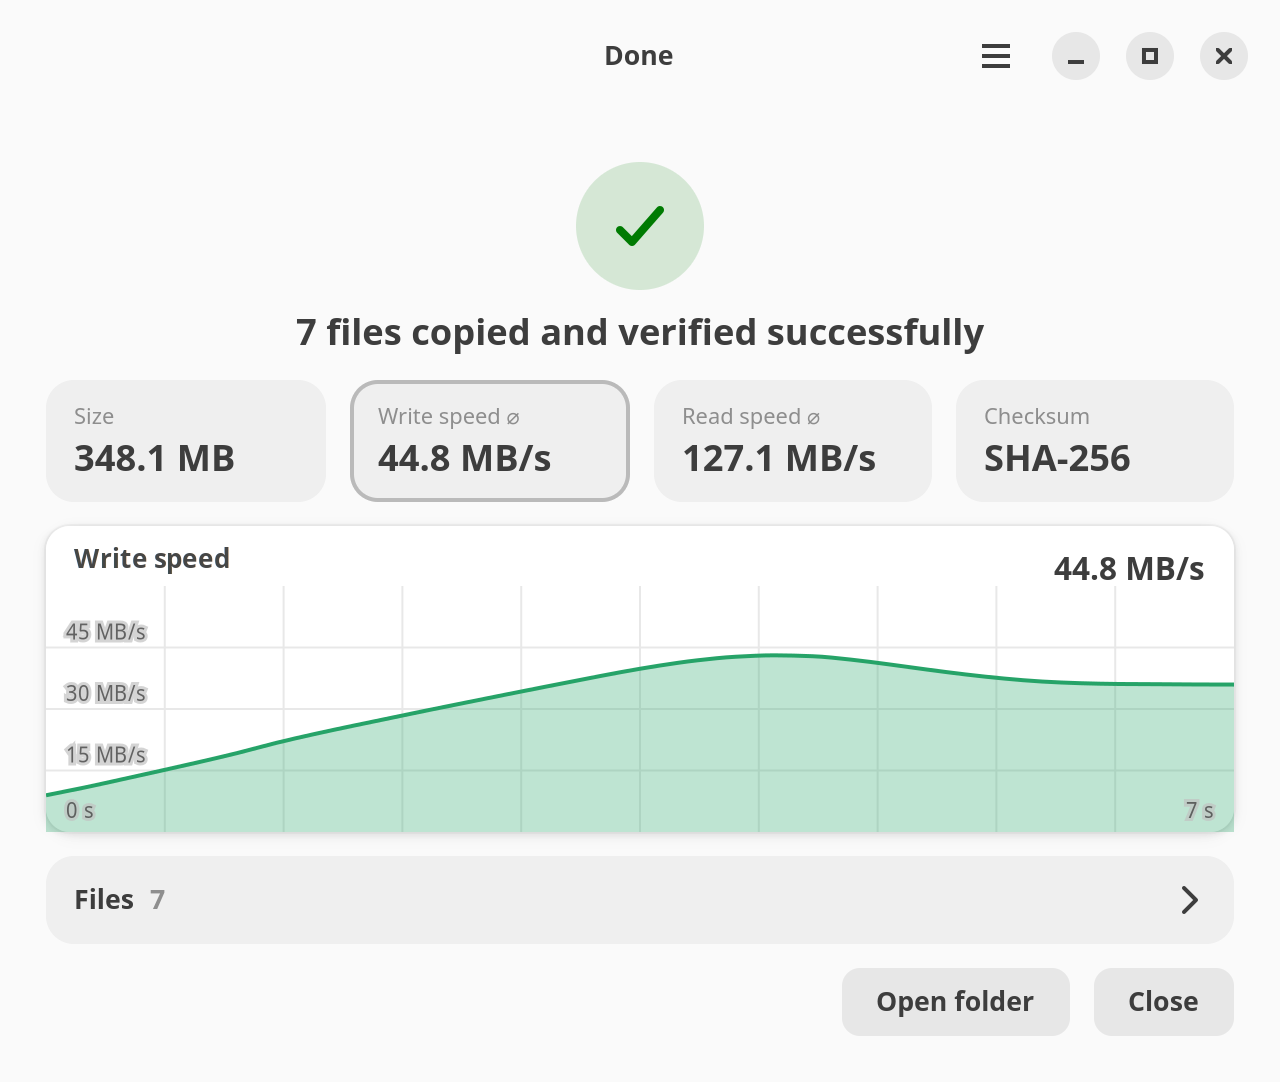 Done
7 files copied and verified successfully
Size
348.1 MB
Write speed ⌀
44.8 MB/s
Read speed ⌀
127.1 MB/s
Checksum
SHA-256
Write speed
44.8 MB/s
45 MB/s
30 MB/s
15 MB/s
0 s
7 s
Files 7
Open folder
Close